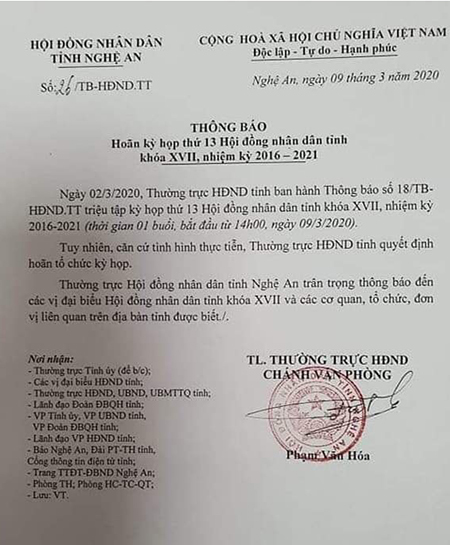 HỘI ĐỒNG NHÂN DÂN
TỈNH NGHỆ AN
Số: 26/TB-HĐND.TT
CỘNG HOÀ XÃ HỘI CHỦ NGHĨA VIỆT NAM
Độc lập - Tự do - Hạnh phúc
Nghệ An, ngày 09 tháng 3 năm 2020
THÔNG BÁO
Hoãn kỳ họp thứ 13 Hội đồng nhân dân tỉnh
khóa XVII, nhiệm kỳ 2016 – 2021
Ngày 02/3/2020, Thường trực HĐND tỉnh ban hành Thông báo số 18/TB-
HĐND.TT triệu tập kỳ họp thứ 13 Hội đồng nhân dân tỉnh khóa XVII, nhiệm kỳ
2016-2021 (thời gian 01 buổi, bắt đầu từ 14h00, ngày 09/3/2020).
Tuy nhiên, căn cứ tình hình thực tiễn, Thường trực HĐND tỉnh quyết định
hoãn tổ chức kỳ họp.
Thường trực Hội đồng nhân dân tỉnh Nghệ An trân trọng thông báo đến
các vị đại biểu Hội đồng nhân dân tỉnh khóa XVII và các cơ quan, tổ chức, đơn
vị liên quan trên địa bàn tỉnh được biết./.
Nơi nhận:
- Thường trực Tỉnh ủy (để b/c);
- Các vị đại biểu HĐND tỉnh;
- Thường trực HĐND, UBND, UBMTTQ tỉnh;
- Lãnh đạo Đoàn ĐBQH tỉnh;
- VP Tỉnh ủy, VP UBND tỉnh,
VP Đoàn ĐBQH tỉnh;
- Lãnh đạo VP HĐND tỉnh;
- Báo Nghệ An, Đài PT-TH tỉnh,
Cổng thông tin điện tử tỉnh;
- Trang TTĐT-ĐBND Nghệ An;
- Phòng TH; Phòng HC-TC-QT;
- Lưu: VT.
TL. THƯỜNG TRỰC HĐND
CHÁNH VĂN PHÒNG
Phạm Văn Hóa